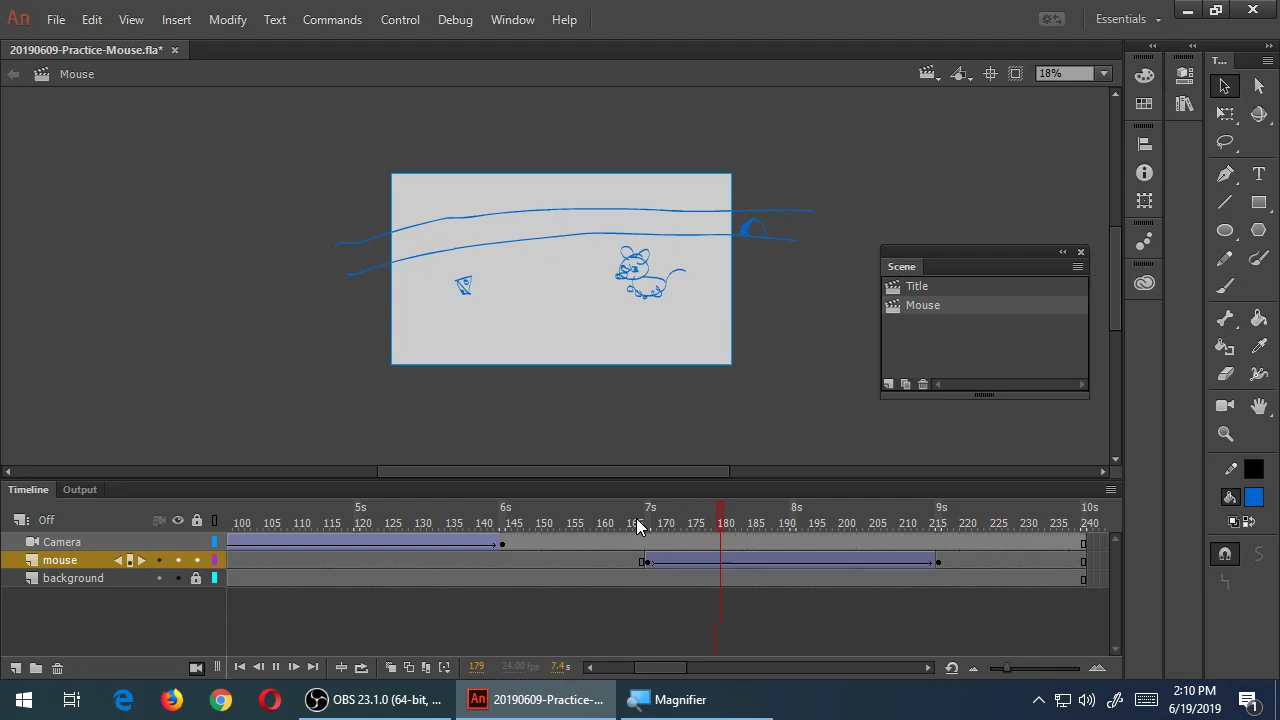 An File Edit View Insert Modify Text Commands Control Debug Window Help Essentials
20190609-Practice-Mouse.fla*
Mouse
18%
T...
Scene
Title
Mouse
Timeline Output
5s 6s 7s 8s 9s 10s
Off 100 105 110 115 120 125 130 135 140 145 150 155 160 170 175 180 185 190 195 200 205 210 215 220 225 230 235 240
Camera
mouse
background
179 24.00 fps 7.4s
OBS 23.1.0 (64-bit, ...
An 20190609-Practice-...
Magnifier
2:10 PM
6/19/2019
1